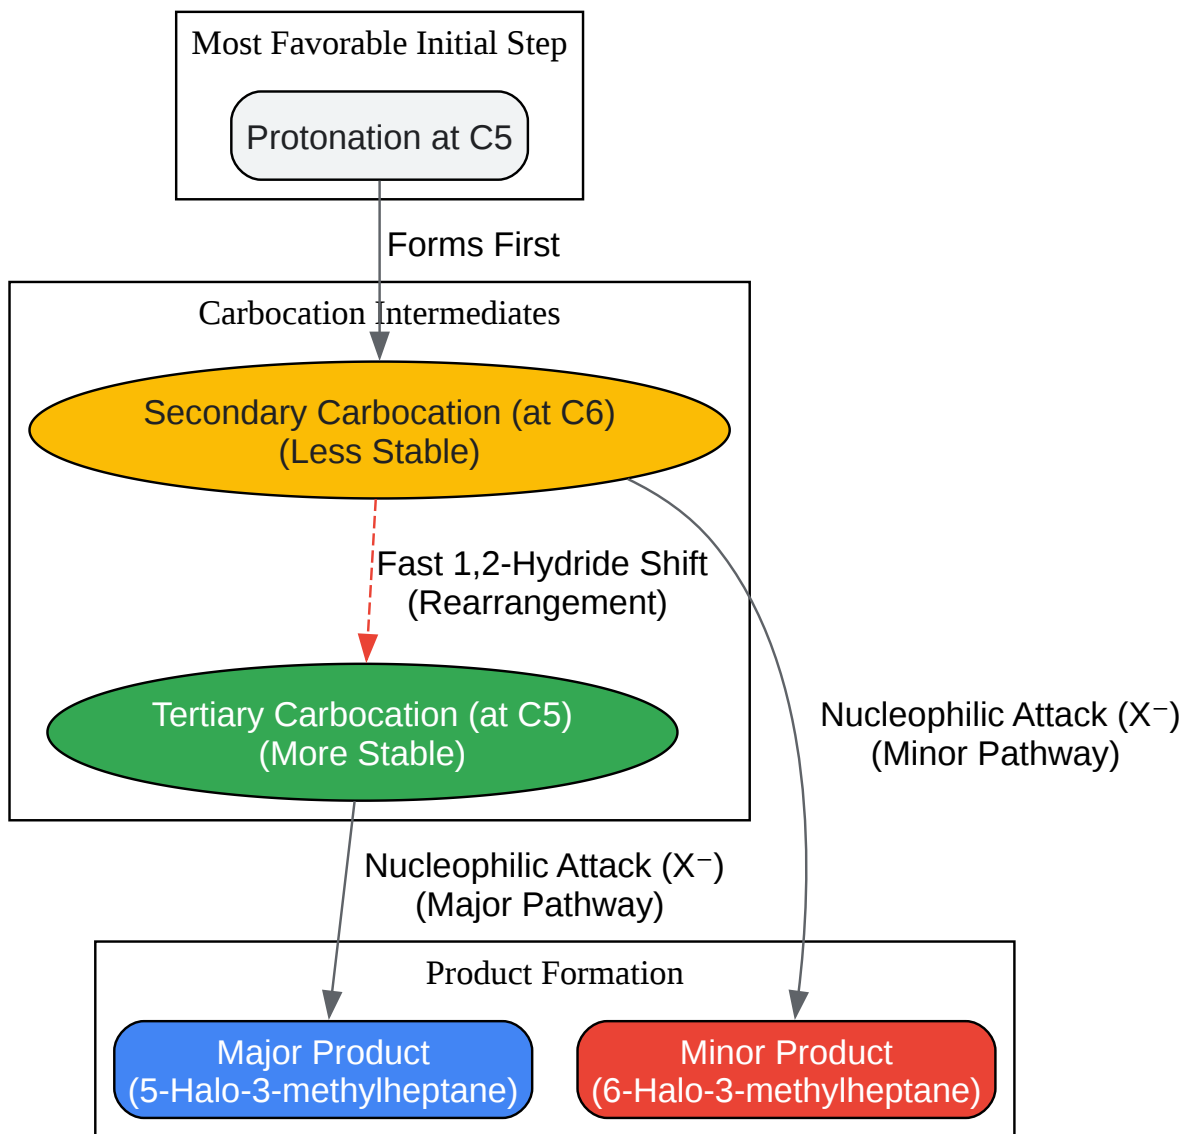 Most Favorable Initial Step
Protonation at C5
Forms First
Carbocation Intermediates
Secondary Carbocation (at C6)
(Less Stable)
Fast 1,2-Hydride Shift
(Rearrangement)
Tertiary Carbocation (at C5)
(More Stable)
Nucleophilic Attack (X⁻)
(Minor Pathway)
Nucleophilic Attack (X⁻)
(Major Pathway)
Product Formation
Major Product
(5-Halo-3-methylheptane)
Minor Product
(6-Halo-3-methylheptane)